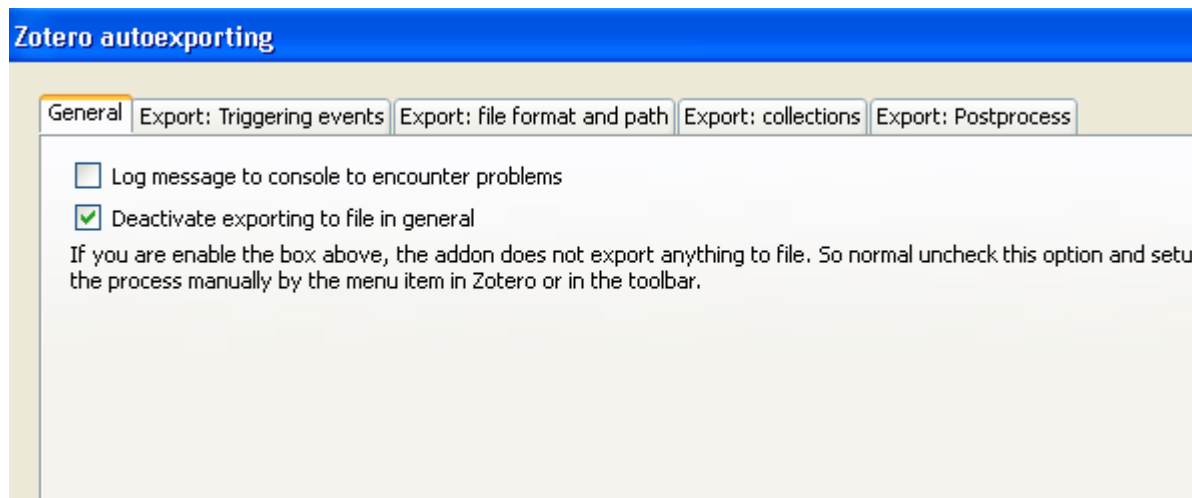 Zotero autoexporting
General Export: Triggering events Export: file format and path Export: collections Export: Postprocess
Log message to console to encounter problems
Deactivate exporting to file in general
If you are enable the box above, the addon does not export anything to file. So normal uncheck this option and setu
the process manually by the menu item in Zotero or in the toolbar.